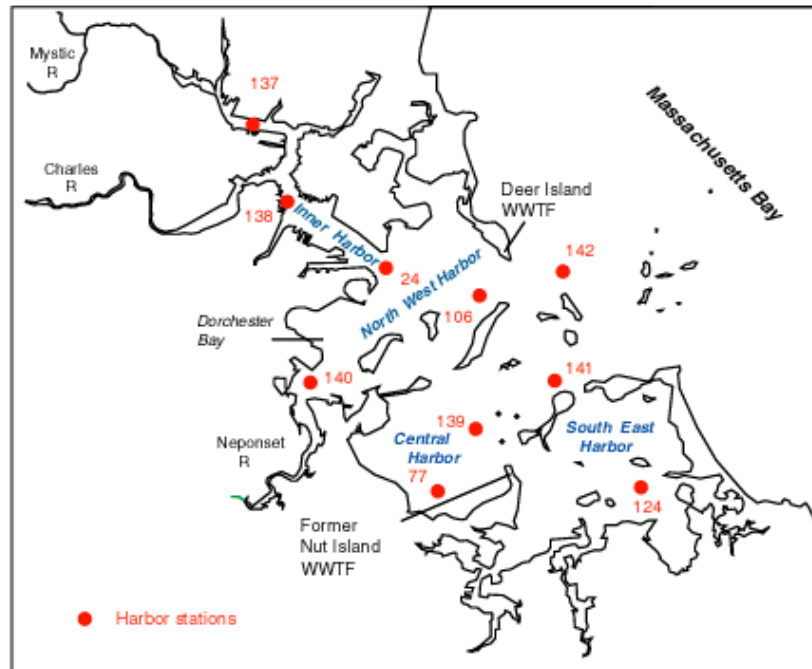 Mystic
R
137
Massachusetts Bay
Charles
R
Deer Island
WWTF
138
Inner Harbor
142
24
North West Harbor
106
Dorchester
Bay
141
140
139
South East
Harbor
Central
Harbor
Neponset
R
77
124
Former
Nut Island
WWTF
Harbor stations